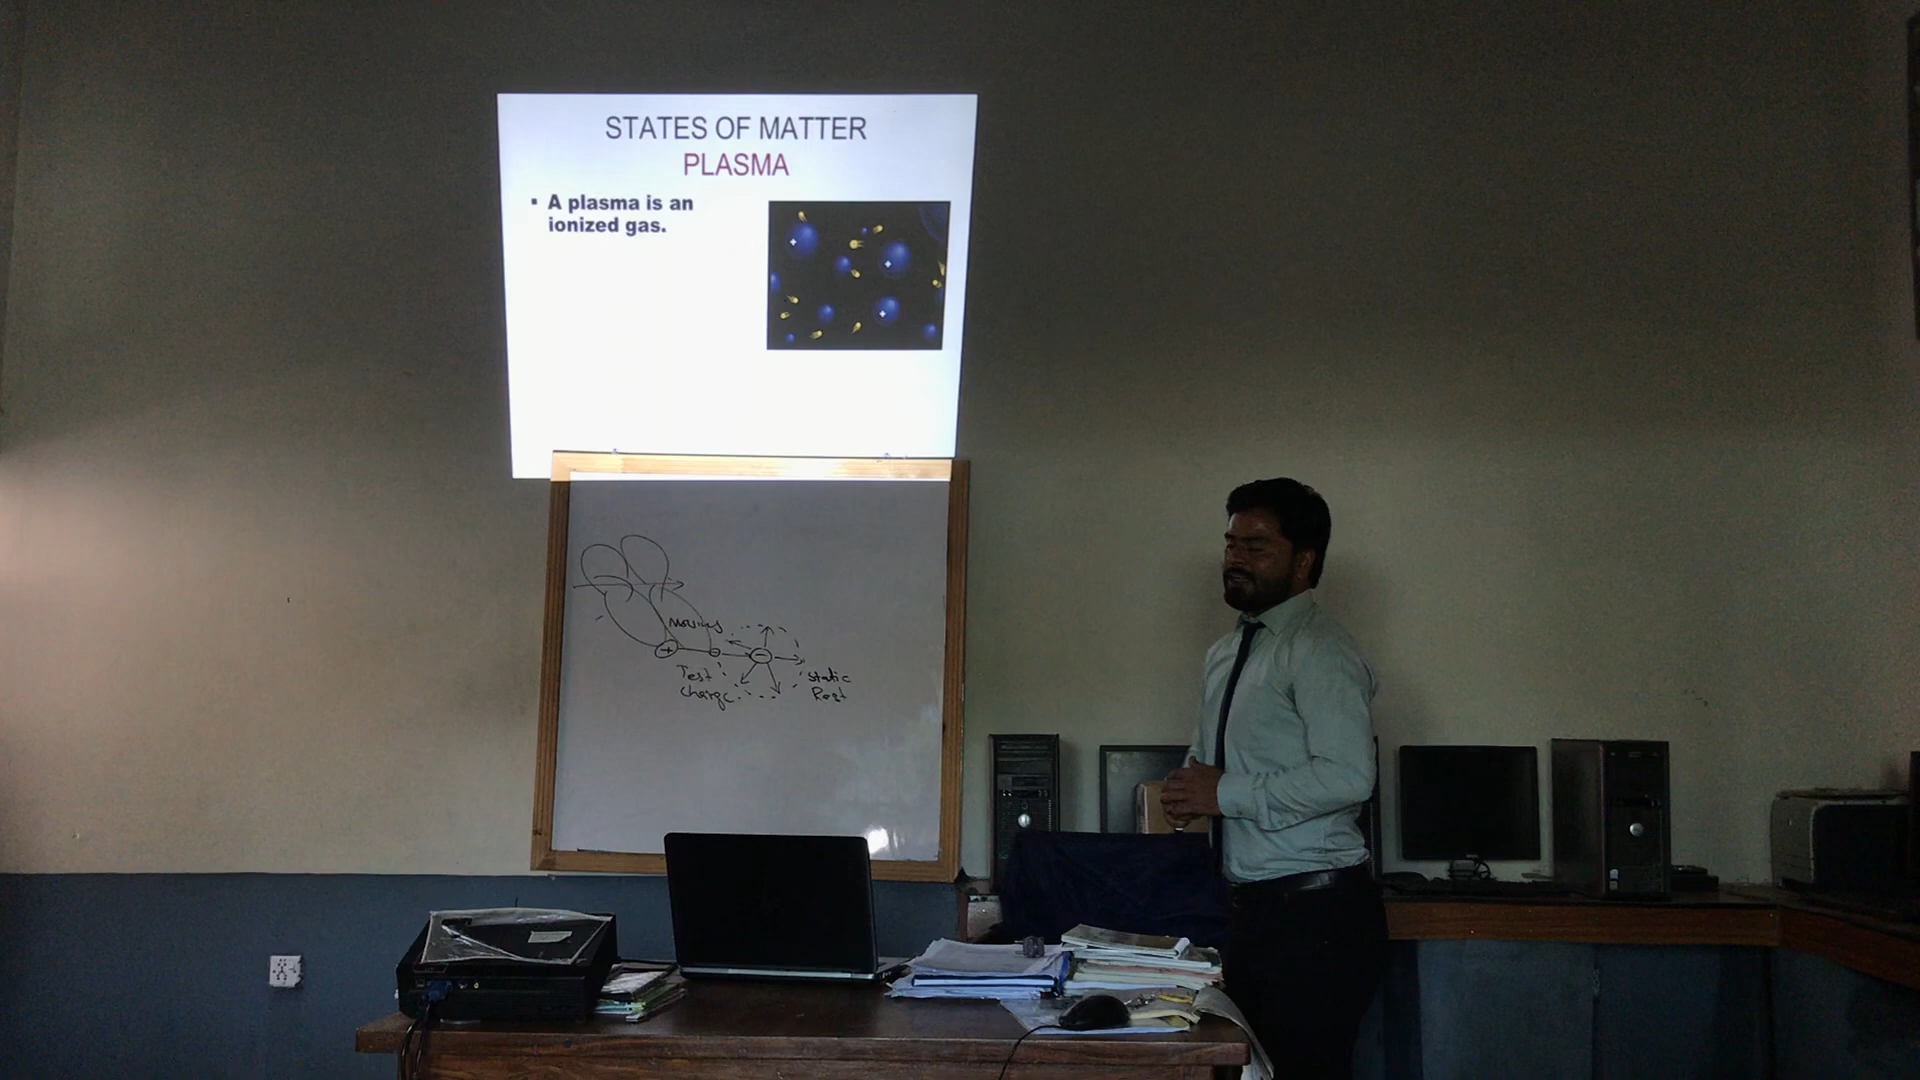 STATES OF MATTER
PLASMA
▪ A plasma is an
ionized gas.
Moving
+
-
-
Test
charge
static
Rest